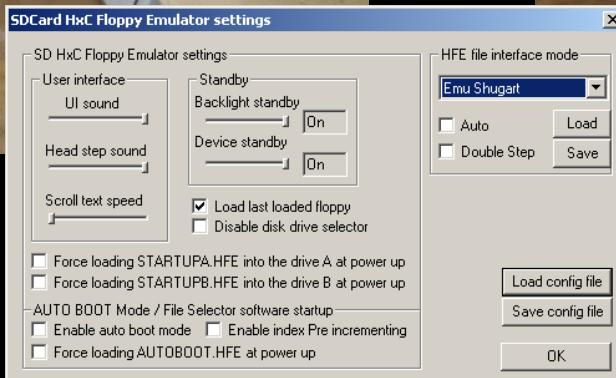 SDCard HxC Floppy Emulator settings
SD HxC Floppy Emulator settings
User interface
UI sound
Head step sound
Scroll text speed
Standby
Backlight standby
On
Device standby
On
Load last loaded floppy
Disable disk drive selector
Force loading STARTUPA.HFE into the drive A at power up
Force loading STARTUPB.HFE into the drive B at power up
AUTO BOOT Mode / File Selector software startup
Enable auto boot mode
Enable index Pre incrementing
Force loading AUTOBOOT.HFE at power up
HFE file interface mode
Emu Shugart
Auto
Load
Double Step
Save
Load config file
Save config file
OK